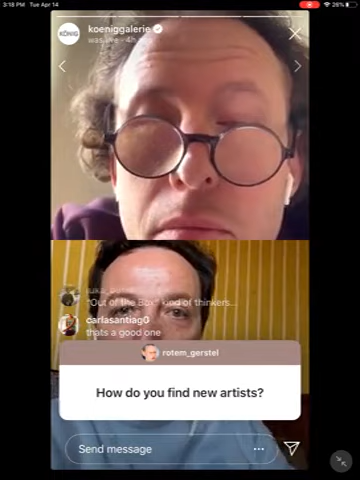 3:18 PM Tue Apr 14
26%
KÖNIG
koeniggalerie
was live · 4h
"Out of the Box" kind of thinkers...
carlasantiag0
thats a good one
rotem_gerstel
How do you find new artists?
Send message